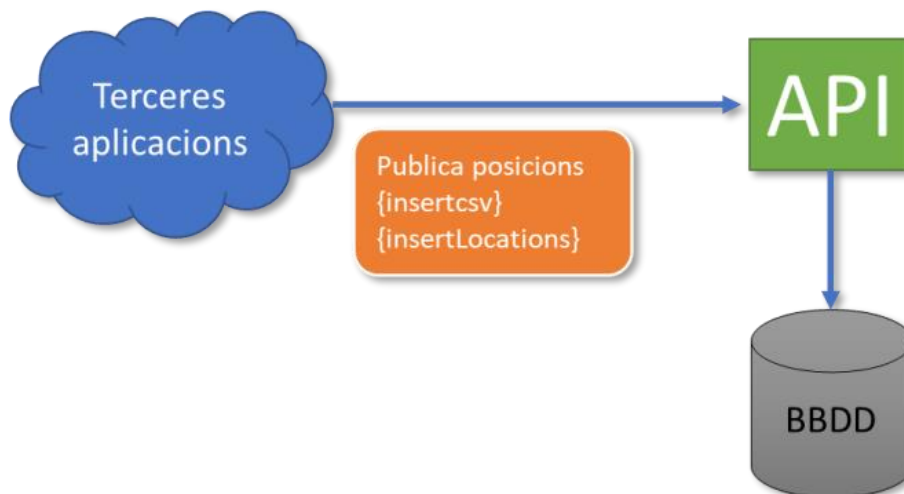 Terceres
aplicacions
API
Publica posicions
{insertcsv}
{insertLocations}
BBDD